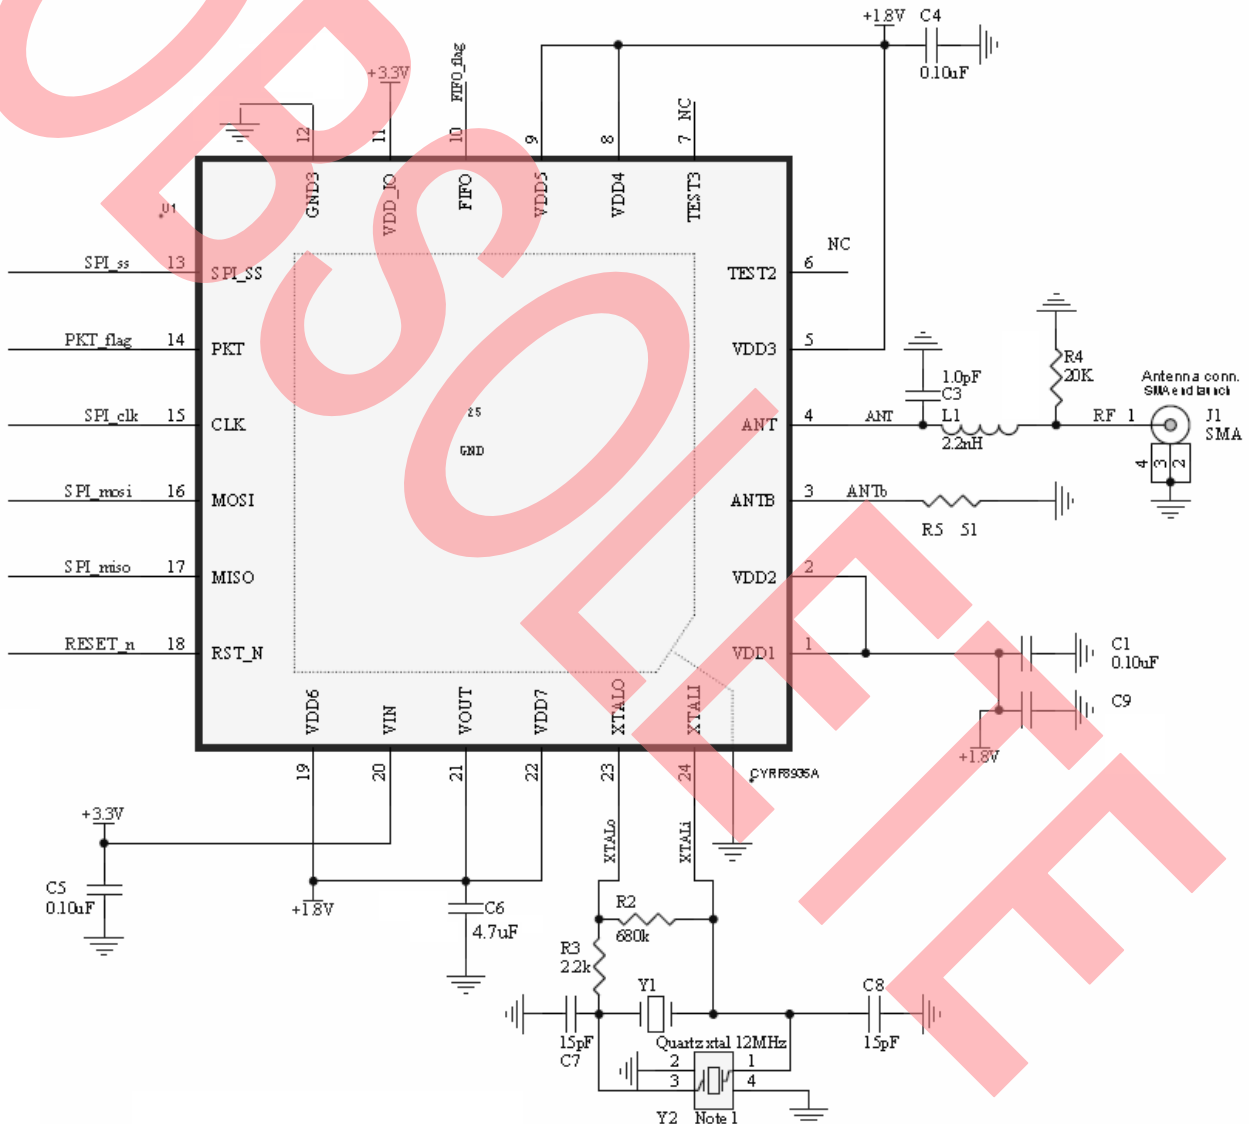 OBSOLETE
+1.8V
C4
0.10uF
+3.3V
FIFO_flag
NC
12
11
10
9
8
7
GND3
VDD_IO
FIFO
VDD5
VDD4
TEST3
U1
SPI_ss 13 SPI_SS
PKT_flag 14 PKT
SPI_clk 15 CLK
SPI_mosi 16 MOSI
SPI_miso 17 MISO
RESET_n 18 RST_N
25
GND
NC
TEST2 6
VDD3 5
ANT 4 ANT
ANTB 3 ANTb
VDD2 2
VDD1 1
1.0pF
C3
L1
2.2nH
R4
20K
RF 1
Antenna conn.
SMA end launch
J1
SMA
4
3
2
R5 51
C1
0.10uF
C9
+1.8V
VDD6
VIN
VOUT
VDD7
XTALO
XTALI
19
20
21
22
23
24
CYRF8935A
+3.3V
C5
0.10uF
+1.8V
C6
4.7uF
XTALo
XTALi
R2
680k
R3
2.2k
Y1
C8
15pF
C7
Quartz xtal 12MHz
15pF
2 1
3 4
Y2 Note 1